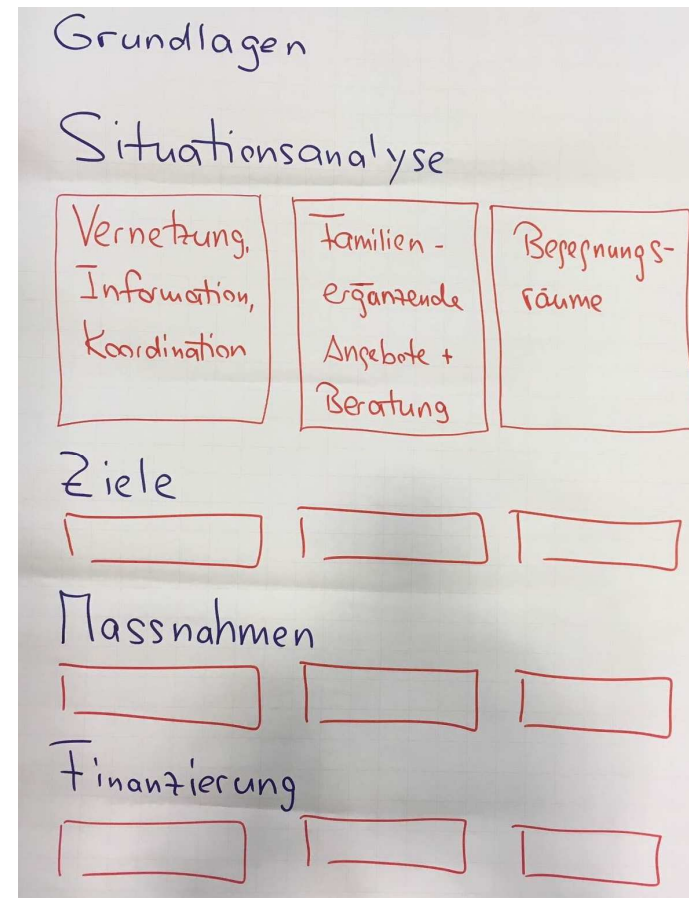 Grundlagen
Situationsanalyse
Vernetzung,
Information,
Koordination
Familien-
ergänzende
Angebote +
Beratung
Begegnungs-
räume
Ziele
Massnahmen
Finanzierung